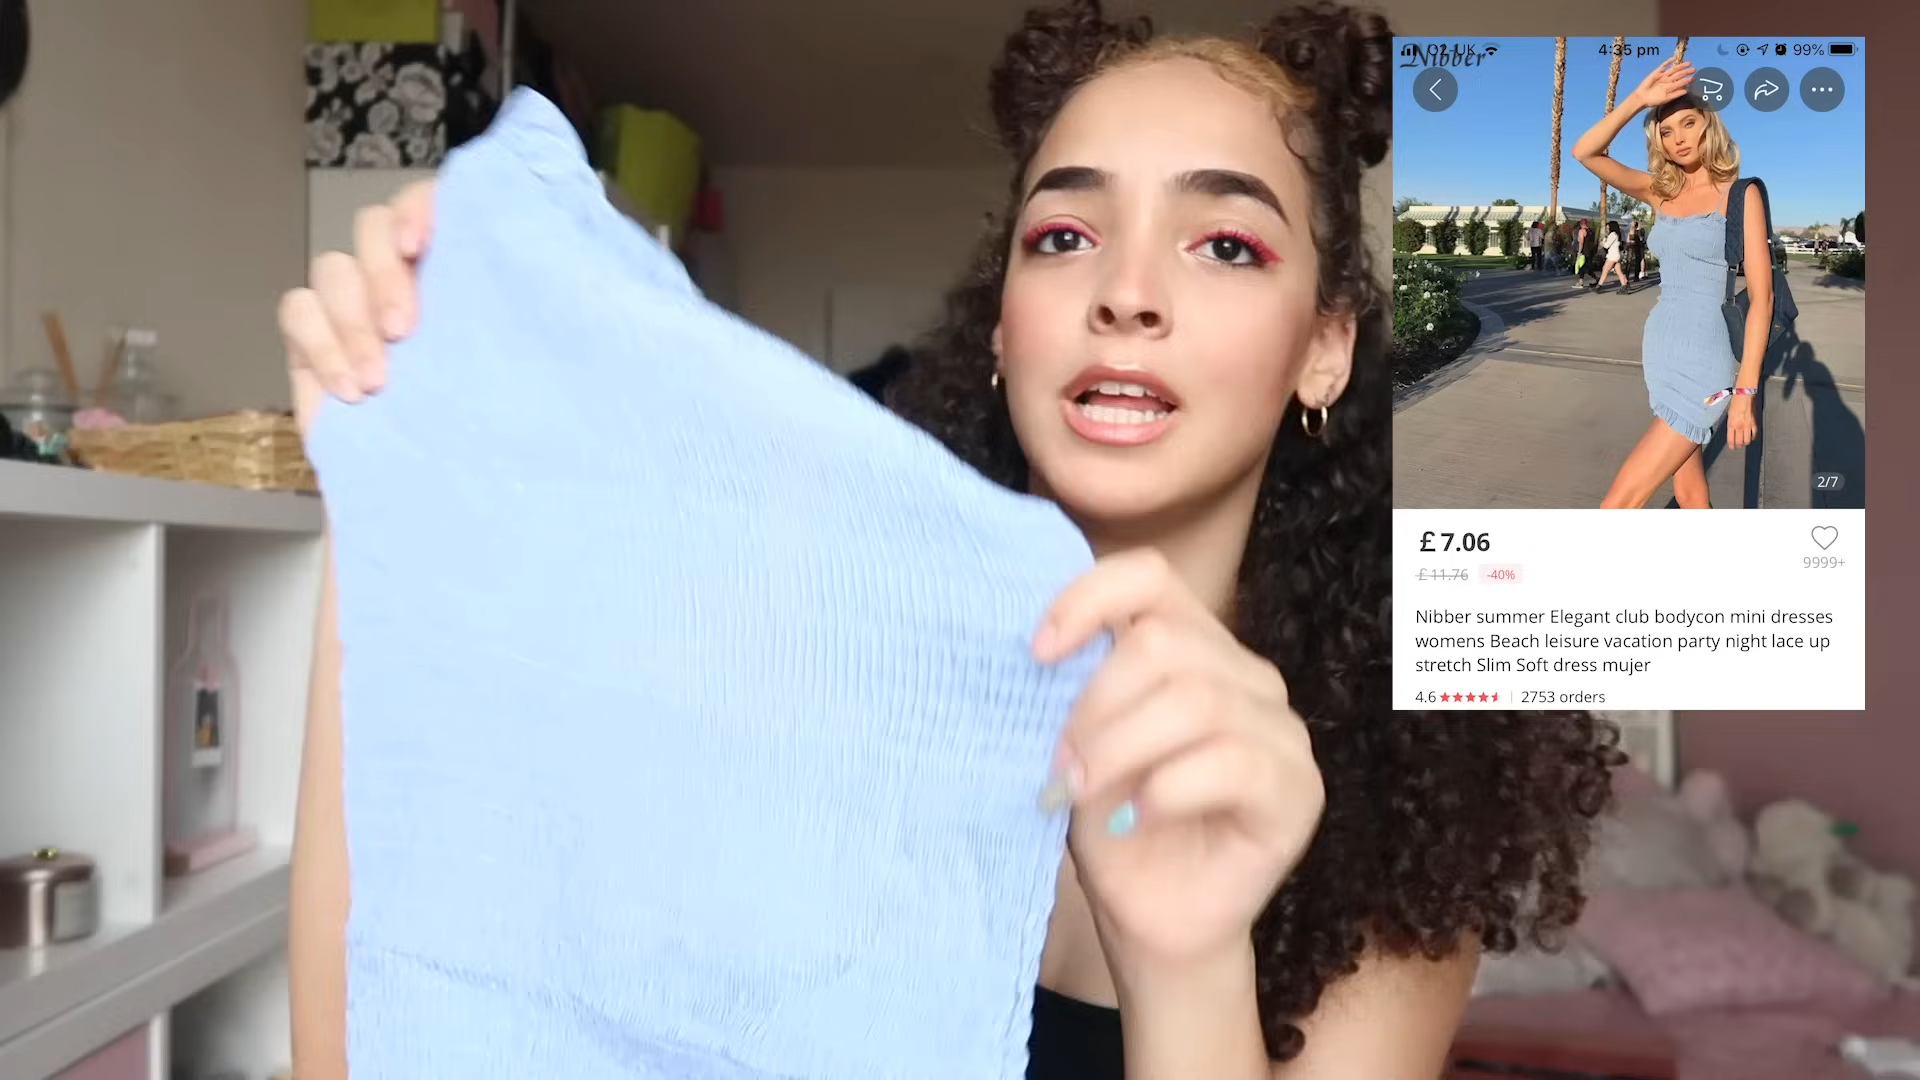 O2-UK 4:35 pm 99%
Nibber
2/7
£7.06
9999+
£11.76 -40%
Nibber summer Elegant club bodycon mini dresses
womens Beach leisure vacation party night lace up
stretch Slim Soft dress mujer
4.6 2753 orders